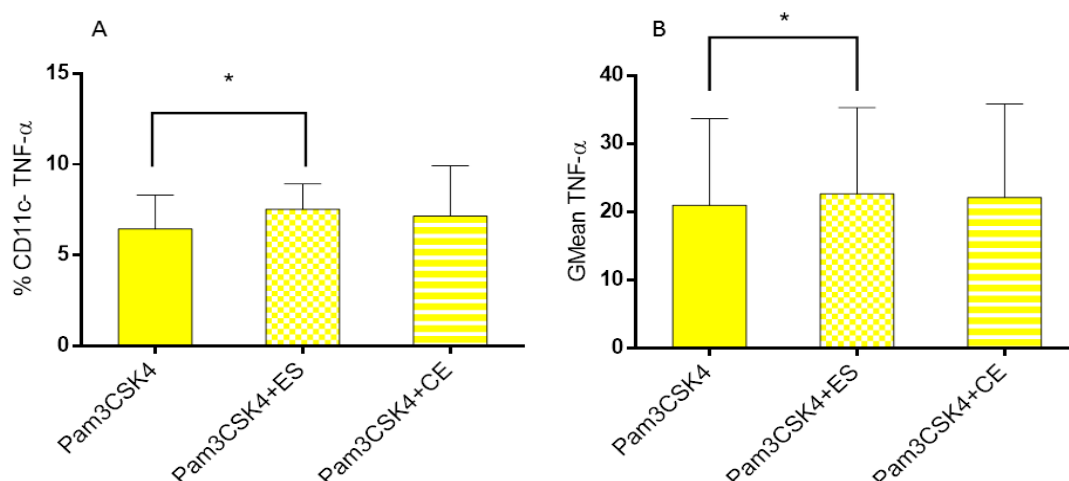 A
*
% CD11c- TNF-α
15
10
5
0
Pam3CSK4
Pam3CSK4+ES
Pam3CSK4+CE
B
*
GMean TNF-α
40
30
20
10
0
Pam3CSK4
Pam3CSK4+ES
Pam3CSK4+CE